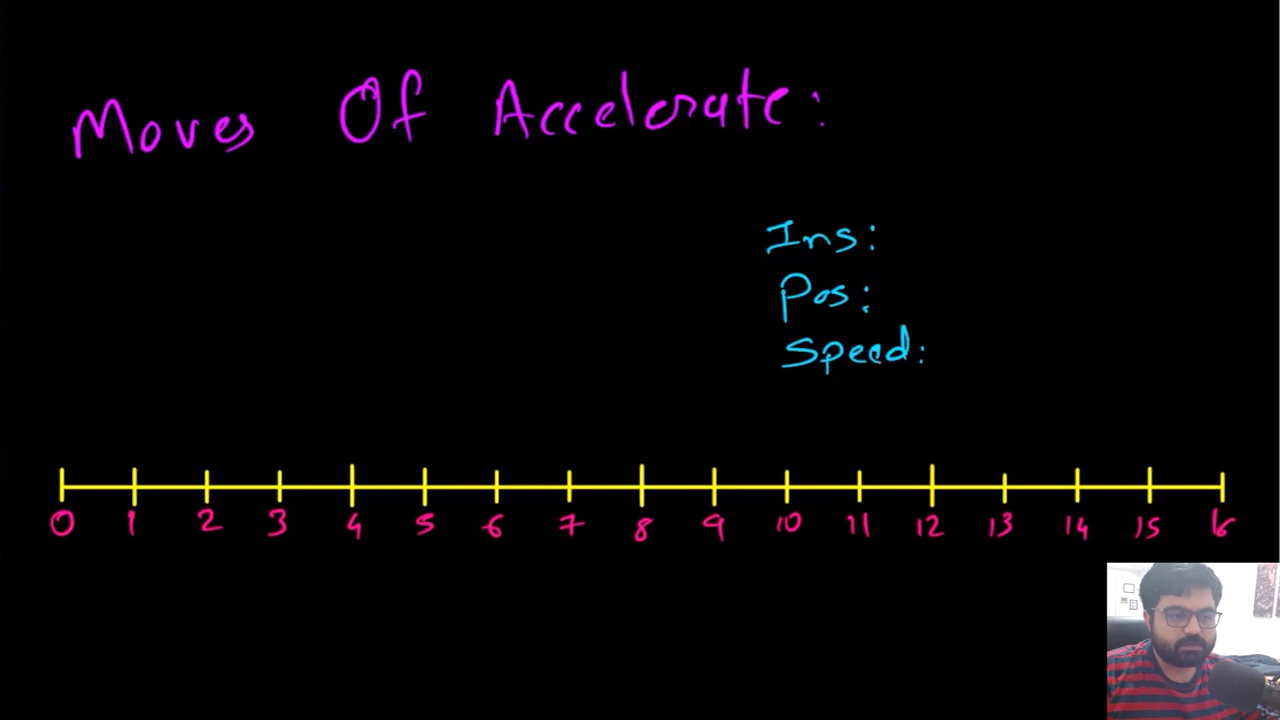 Moves Of Accelerate:
Ins:
Pos:
Speed:
0 1 2 3 4 5 6 7 8 9 10 11 12 13 14 15 16